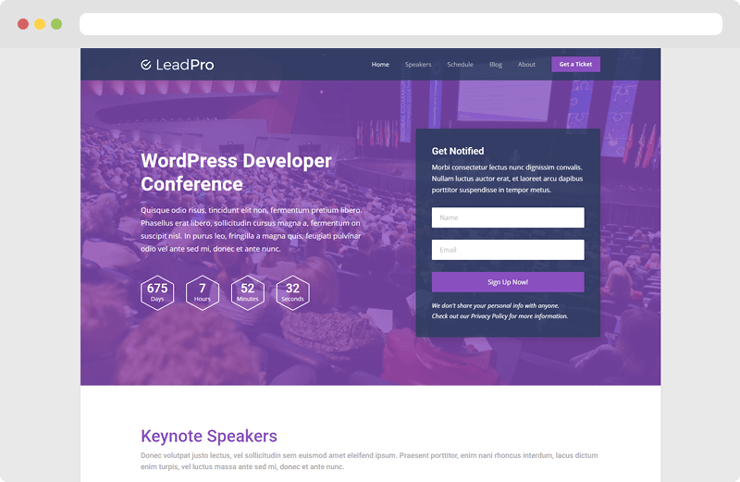 LeadPro
Home Speakers Schedule Blog About Get a Ticket
WordPress Developer
Conference
Quisque odio risus, tincidunt elit non, fermentum pretium libero.
Phasellus erat libero, sollicitudin cursus magna a, fermentum on
suscipit nisl. In purus leo, fringilla a magna quis, feugiati pulvinar
odio vel ante sed mi, donec et ante nunc.
675 7 52 32
Days Hours Minutes Seconds
Get Notified
Morbi consectetur lectus nunc dignissim convalis.
Nullam luctus auctor erat, et laoreet arcu dapibus
porttitor suspendisse in tempor metus.
Name
Email
Sign Up Now!
We don't share your personal info with anyone.
Check out our Privacy Policy for more information.
Keynote Speakers
Donec volutpat justo lectus, vel sollicitudin sem euismod amet eleifend ipsum. Praesent porttitor, enim nani rhoncus interdum, lacus dictum
enim turpis, vel luctus massa ante sed mi, donec et ante nunc.